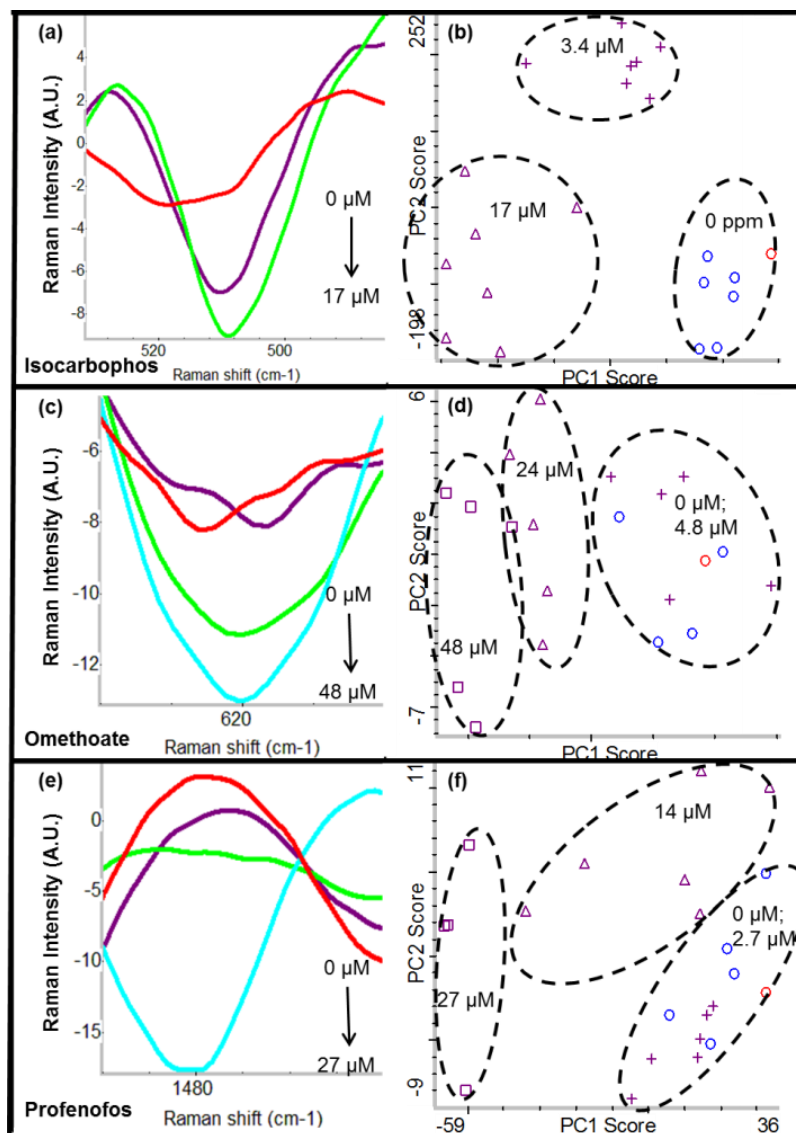 (a)
Raman Intensity (A.U.)
4
2
0
-2
-4
-6
-8
0 µM
17 µM
520
500
Isocarbophos
Raman shift (cm-1)
(b)
252
PC2 Score
-198
3.4 µM
17 µM
0 ppm
PC1 Score
(c)
Raman Intensity (A.U.)
-6
-8
-10
-12
0 µM
48 µM
620
Omethoate
Raman shift (cm-1)
(d)
6
PC2 Score
-7
24 µM
0 µM;
4.8 µM
48 µM
PC1 Score
(e)
Raman Intensity (A.U.)
0
-5
-10
-15
0 µM
27 µM
1480
Profenofos
Raman shift (cm-1)
(f)
11
PC2 Score
-9
14 µM
0 µM;
2.7 µM
27 µM
-59
PC1 Score
36